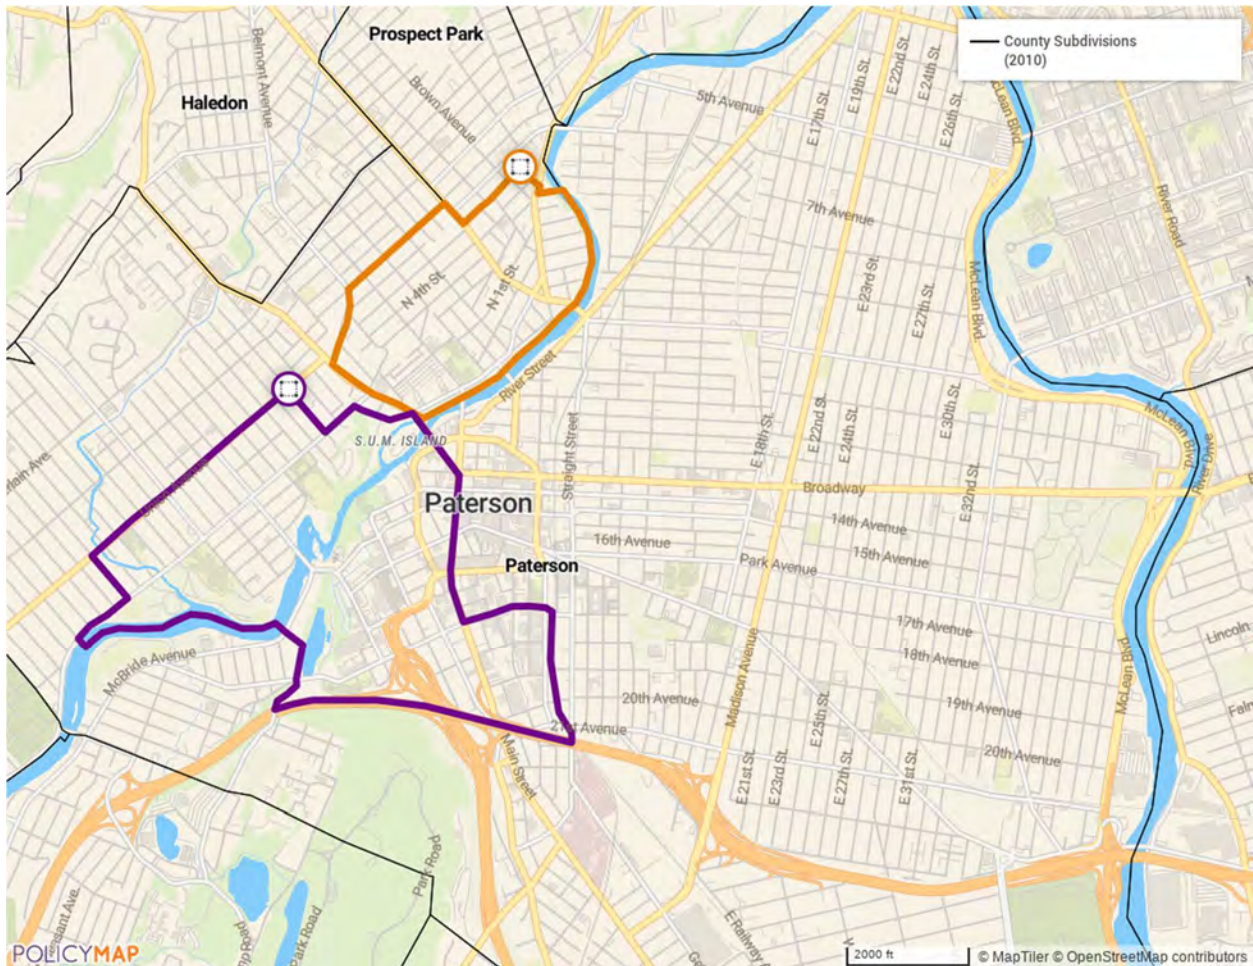 Prospect Park
County Subdivisions
(2010)
Belmont Avenue
Haledon
Brown Avenue
5th Avenue
E 17th St.
E 19th St.
E 22nd St.
E 24th St.
E 26th St.
McLean Blvd.
River Road
7th Avenue
N 4th St.
N 1st St.
E 23rd St.
E 27th St.
McLean Blvd.
River Street
S.U.M. ISLAND
Straight Street
E 18th St.
E 22nd St.
E 24th St.
E 30th St.
McLean Blvd.
River Drive
E 32nd St.
Broadway
Paterson
14th Avenue
16th Avenue
15th Avenue
Park Avenue
Paterson
17th Avenue
Lincoln
18th Avenue
McBride Avenue
Madison Avenue
McLean Blvd
20th Avenue
19th Avenue
21st Avenue
E 25th St.
20th Avenue
Main Street
E 21st St.
E 23rd St.
E 27th St.
E 31st St.
Park Road
Park Road
E Railway
POLICYMAP
2000 ft
© MapTiler © OpenStreetMap contributors